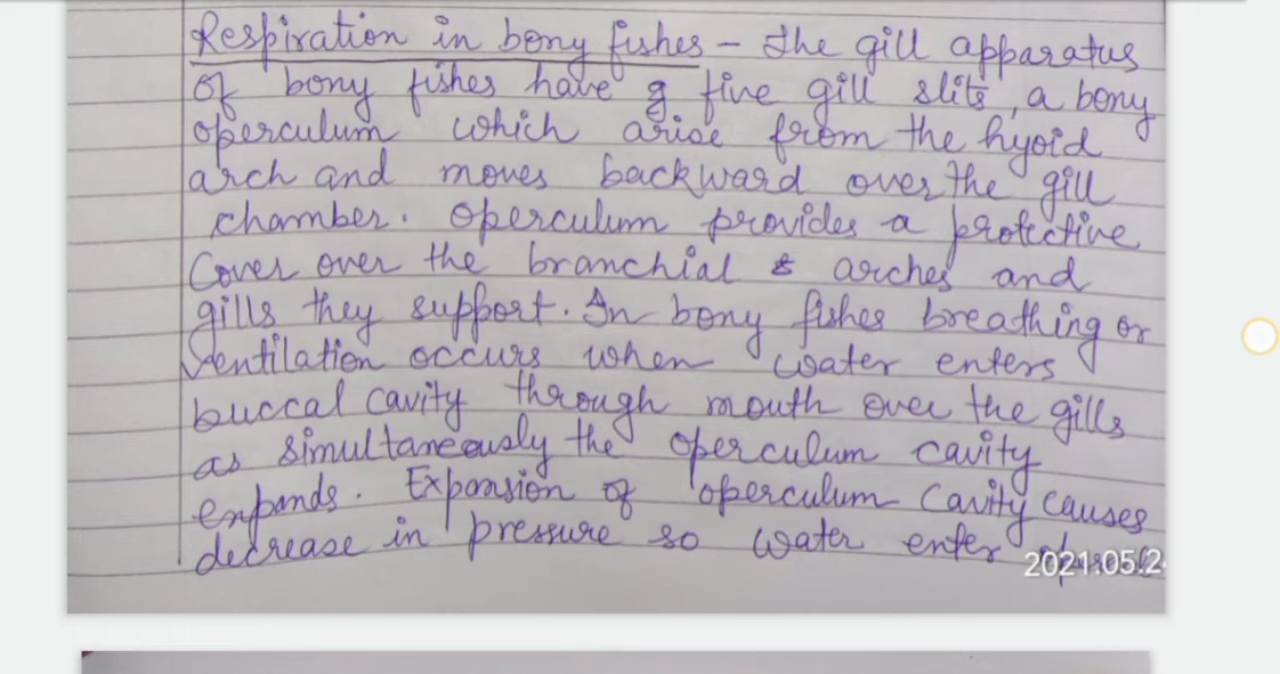 Respiration in bony fishes - The gill apparatus
of bony fishes have five gill slits, a bony
operculum which arise from the hyoid
arch and moves backward over the gill
chamber. Operculum provides a protective
Cover over the branchial arches and
gills they support. In bony fishes breathing or
ventilation occurs when water enters
buccal cavity through mouth over the gills
as simultaneously the operculum cavity
expands. Expansion of operculum cavity causes
decrease in pressure so water enter
2021.05.2